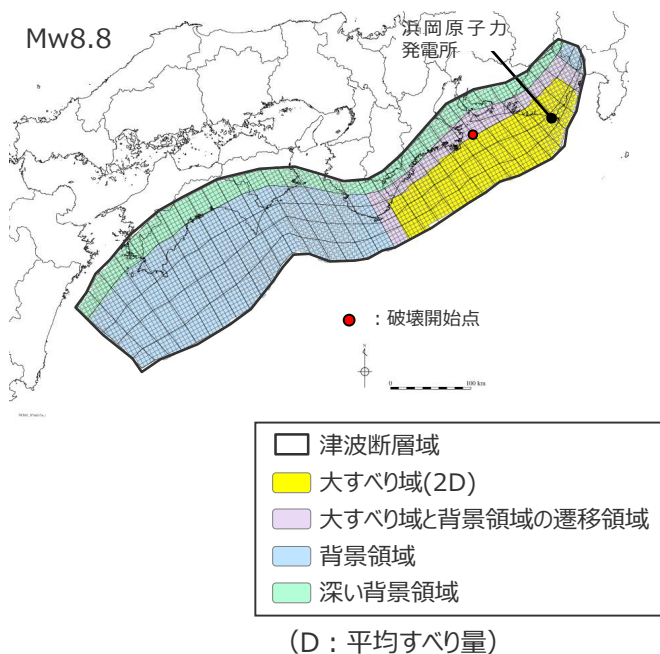 Mw8.8
浜岡原子力
発電所
：破壊開始点
N
0
100 km
津波断層域
大すべり域(2D)
大すべり域と背景領域の遷移領域
背景領域
深い背景領域
（D：平均すべり量）